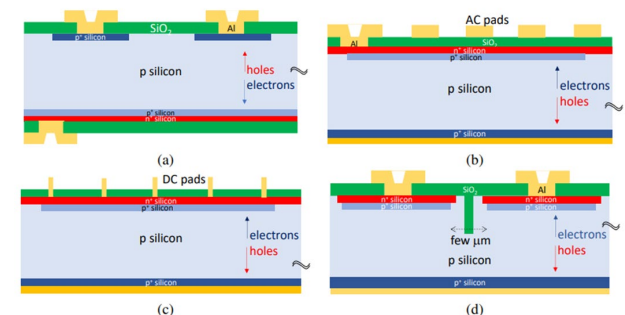 SiO₂
Al
p⁺ silicon
p⁺ silicon
p silicon
holes
electrons
p⁺ silicon
n⁺ silicon
(a)
AC pads
Al
SiO₂
n⁺ silicon
p⁺ silicon
p silicon
electrons
holes
p⁺ silicon
(b)
DC pads
n⁺ silicon
p⁺ silicon
p silicon
electrons
holes
p⁺ silicon
(c)
SiO₂
Al
n⁺ silicon
n⁺ silicon
p⁺ silicon
p⁺ silicon
few μm
electrons
holes
p silicon
p⁺ silicon
(d)